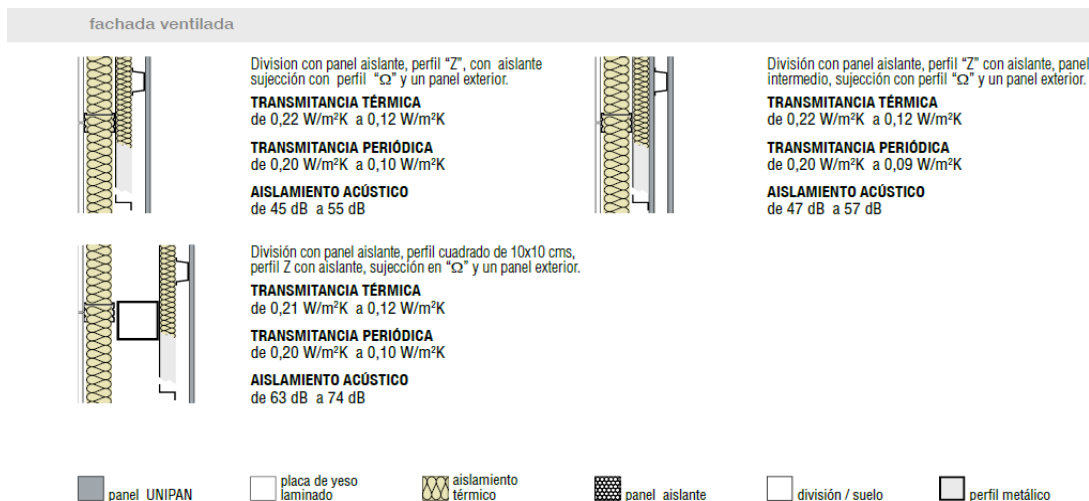 fachada ventilada
Division con panel aislante, perfil “Z”, con aislante
sujección con perfil “Ω” y un panel exterior.
TRANSMITANCIA TÉRMICA
de 0,22 W/m²K a 0,12 W/m²K
TRANSMITANCIA PERIÓDICA
de 0,20 W/m²K a 0,10 W/m²K
AISLAMIENTO ACÚSTICO
de 45 dB a 55 dB
División con panel aislante, perfil “Z” con aislante, panel
intermedio, sujección con perfil “Ω” y un panel exterior.
TRANSMITANCIA TÉRMICA
de 0,22 W/m²K a 0,12 W/m²K
TRANSMITANCIA PERIÓDICA
de 0,20 W/m²K a 0,09 W/m²K
AISLAMIENTO ACÚSTICO
de 47 dB a 57 dB
División con panel aislante, perfil cuadrado de 10x10 cms,
perfil Z con aislante, sujección en “Ω” y un panel exterior.
TRANSMITANCIA TÉRMICA
de 0,21 W/m²K a 0,12 W/m²K
TRANSMITANCIA PERIÓDICA
de 0,20 W/m²K a 0,10 W/m²K
AISLAMIENTO ACÚSTICO
de 63 dB a 74 dB
panel UNIPAN
placa de yeso
laminado
aislamiento
térmico
panel aislante
división / suelo
perfil metálico